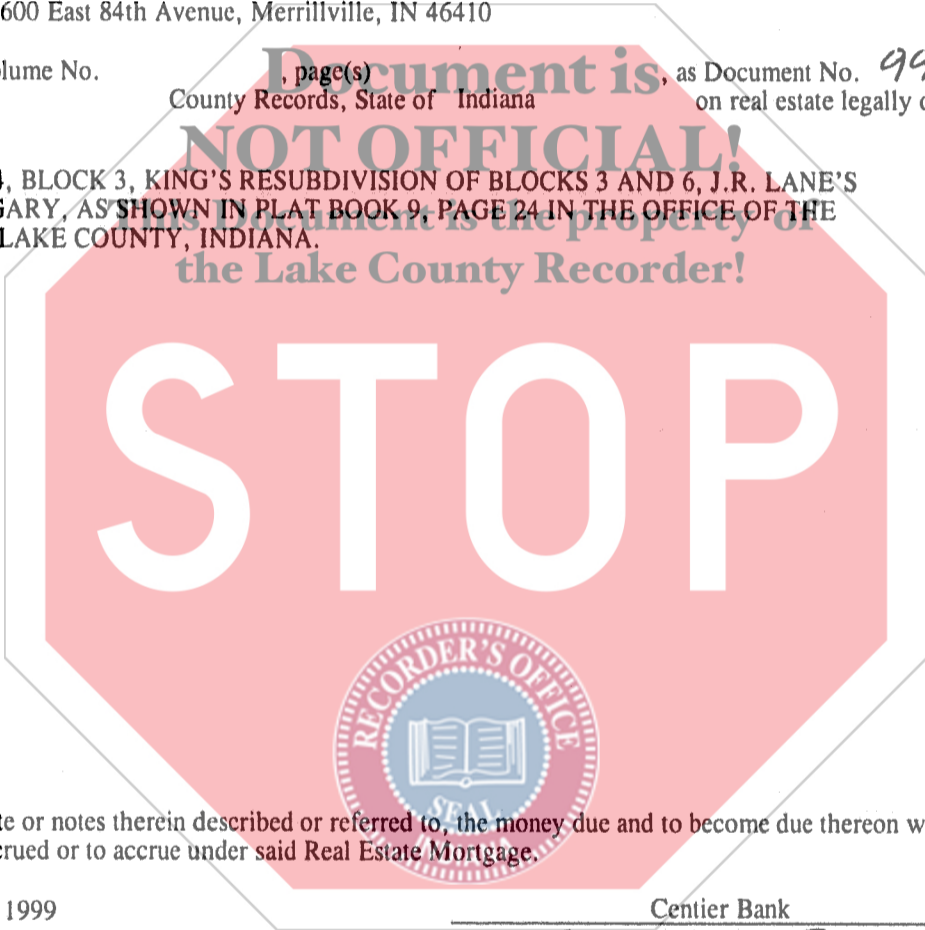 600 East 84th Avenue, Merrillville, IN 46410
lume No. , page(s) , as Document No. 99
County Records, State of Indiana on real estate legally
Document is
NOT OFFICIAL!
This Document is the property of
the Lake County Recorder!
, BLOCK 3, KING'S RESUBDIVISION OF BLOCKS 3 AND 6, J.R. LANE'S
GARY, AS SHOWN IN PLAT BOOK 9, PAGE 24 IN THE OFFICE OF THE
LAKE COUNTY, INDIANA.
STOP
RECORDER'S OFFICE
SEAL
te or notes therein described or referred to, the money due and to become due thereon w
crued or to accrue under said Real Estate Mortgage.
1999 Centier Bank